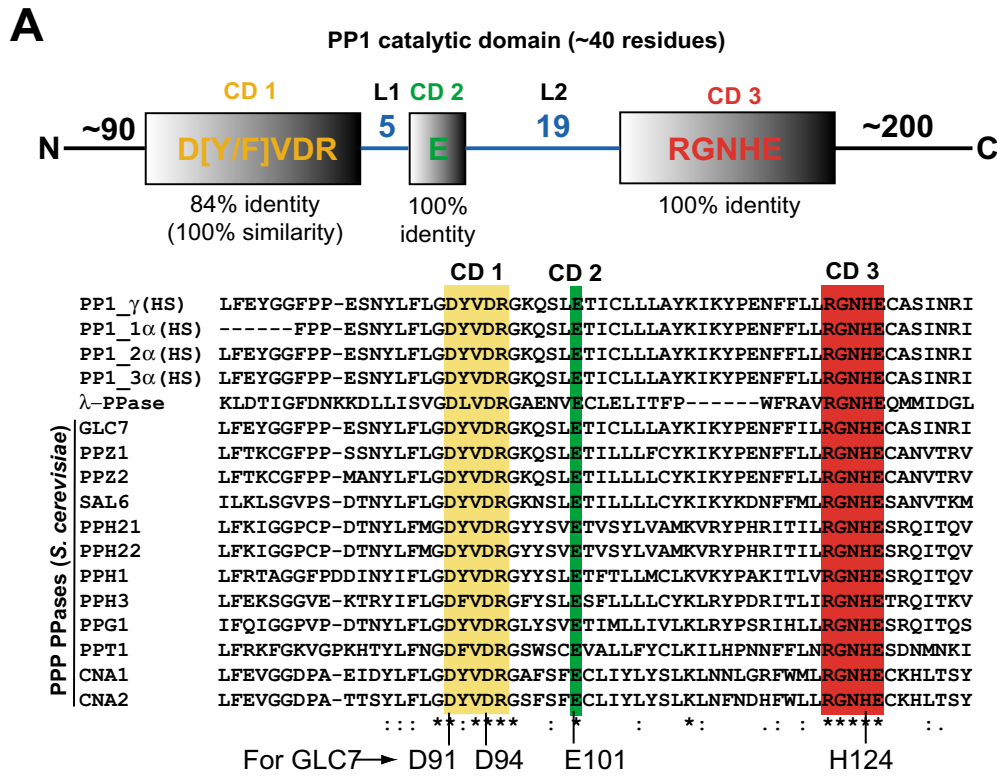 A
PP1 catalytic domain (~40 residues)
CD 1 L1 CD 2 L2 CD 3
N ~90 D[Y/F]VDR 5 E 19 RGNHE ~200 C
84% identity
(100% similarity)
100%
identity
100% identity
CD 1 CD 2 CD 3
PP1_γ(HS) LFEYGGFPP-ESNYLFLGDYVDRGKQSLETICLLLAYKIKYPENFFLLRGNHECASINRI
PP1_1α(HS) ------FPP-ESNYLFLGDYVDRGKQSLETICLLLAYKIKYPENFFLLRGNHECASINRI
PP1_2α(HS) LFEYGGFPP-ESNYLFLGDYVDRGKQSLETICLLLAYKIKYPENFFLLRGNHECASINRI
PP1_3α(HS) LFEYGGFPP-ESNYLFLGDYVDRGKQSLETICLLLAYKIKYPENFFLLRGNHECASINRI
λ-PPase KLDTIGFDNKKDLLISVGDLVDRGAENVECLELITFP------WFRAVRGNHEQMMIDGL
PPP PPases (S. cerevisiae)
GLC7 LFEYGGFPP-ESNYLFLGDYVDRGKQSLETICLLLAYKIKYPENFFLLRGNHECASINRI
PPZ1 LFTKCGFPP-SSNYLFLGDYVDRGKQSLETILLLFCYKIKYPENFFLLRGNHECANVTRV
PPZ2 LFTKCGFPP-MANYLFLGDYVDRGKQSLETILLLLCYKIKYPENFFLLRGNHECANVTRV
SAL6 ILKLSGVPS-DTNYLFLGDYVDRGKNSLETILLLLCYKIKYKDNFFMLRGNHESANVTKM
PPH21 LFKIGGPCP-DTNYLFMGDYVDRGYYSVETVSYLVAMKVRYPHRITILRGNHESRQITQV
PPH22 LFKIGGPCP-DTNYLFMGDYVDRGYYSVETVSYLVAMKVRYPHRITILRGNHESRQITQV
PPH1 LFRTAGGFPDDINYIFLGDYVDRGYYSLETFTLLMCLKVKYPAKITLVRGNHESRQITQV
PPH3 LFEKSGGVE-KTRYIFLGDFVDRGFYSLESFLLLLCYKLRYPDRITLIRGNHETRQITKV
PPG1 IFQIGGPVP-DTNYLFLGDYVDRGLYSVETIMLLIVLKLRYPSRIHLLRGNHESRQITQS
PPT1 LFRKFGKVGPKHTYLFNGDFVDRGSWSCEVALLFYCLKILHPNNFFLNRGNHESDNMNKI
CNA1 LFEVGGDPA-EIDYLFLGDYVDRGAFSFECLIYLYSLKLNNLGRFWMLRGNHECKHLTSY
CNA2 LFEVGGDPA-TTSYLFLGDYVDRGSFSFECLIYLYSLKLNFNDHFWLLRGNHECKHLTSY
::: ** **** : * : *: .: : ***** :.
For GLC7 → D91 D94 E101 H124